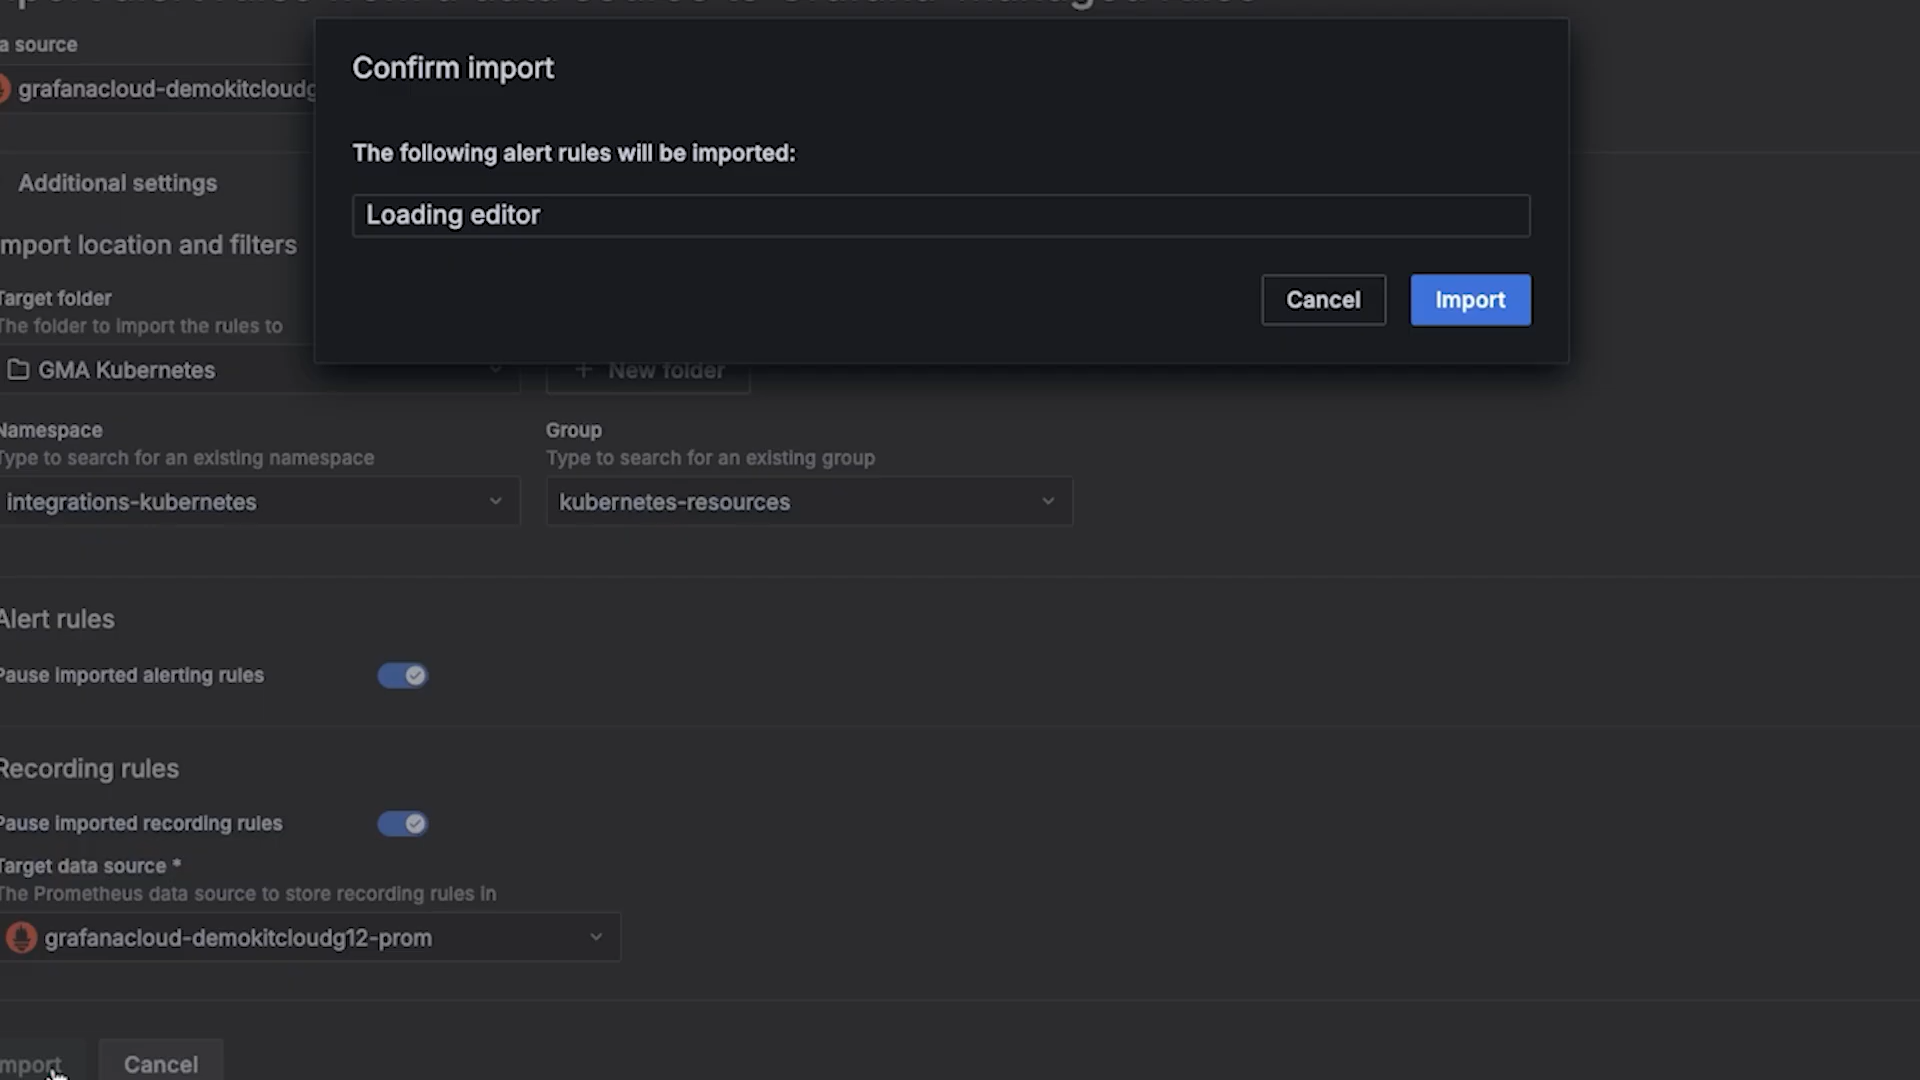 Confirm import
a source
grafanacloud-demokitcloudg
The following alert rules will be imported:
Additional settings
Loading editor
mport location and filters
Target folder
The folder to import the rules to
Cancel
Import
GMA Kubernetes
+ New folder
Namespace
Group
Type to search for an existing namespace
Type to search for an existing group
integrations-kubernetes
kubernetes-resources
Alert rules
Pause imported alerting rules
Recording rules
Pause imported recording rules
Target data source *
The Prometheus data source to store recording rules in
grafanacloud-demokitcloudg12-prom
mport
Cancel